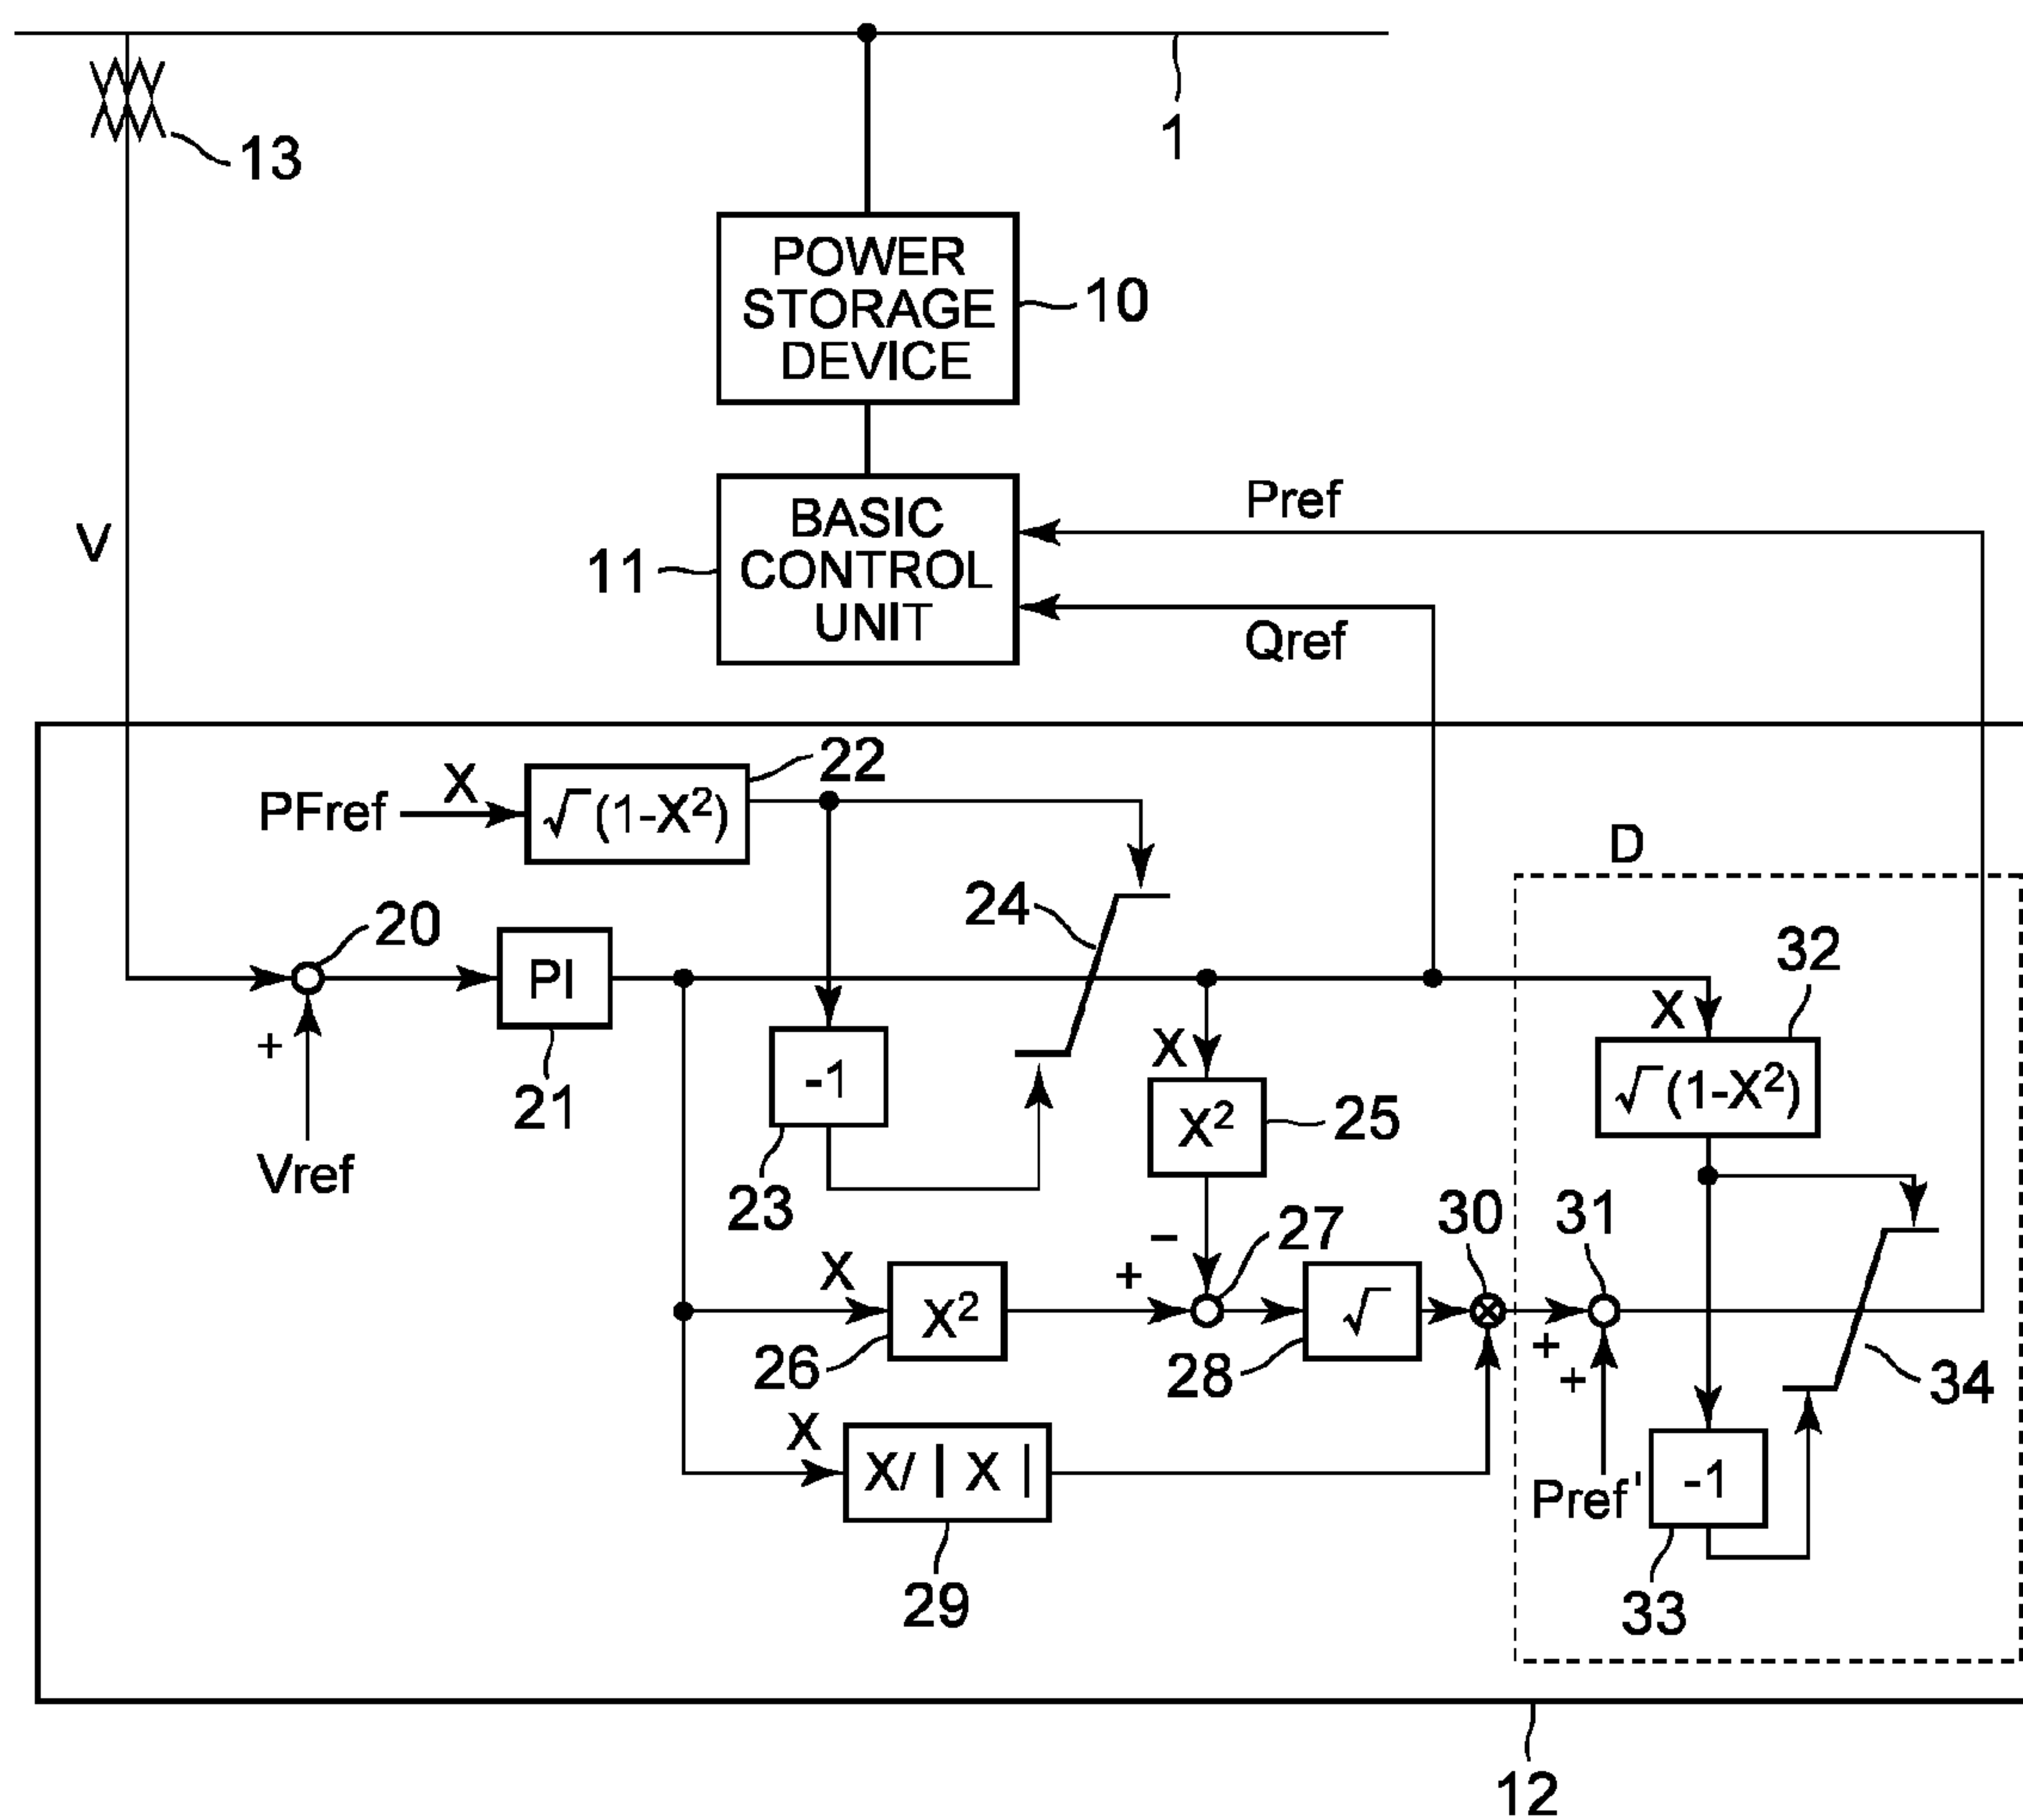 1
13
POWER
STORAGE
DEVICE
10
V
BASIC
CONTROL
UNIT
11
Pref
Qref
PFref
X
√(1-X²)
22
D
24
20
PI
21
+
Vref
-1
23
X
X²
25
32
X
√(1-X²)
X
X²
26
+
−
27
√
28
30
31
+
+
Pref'
34
-1
33
X
X/|X|
29
12